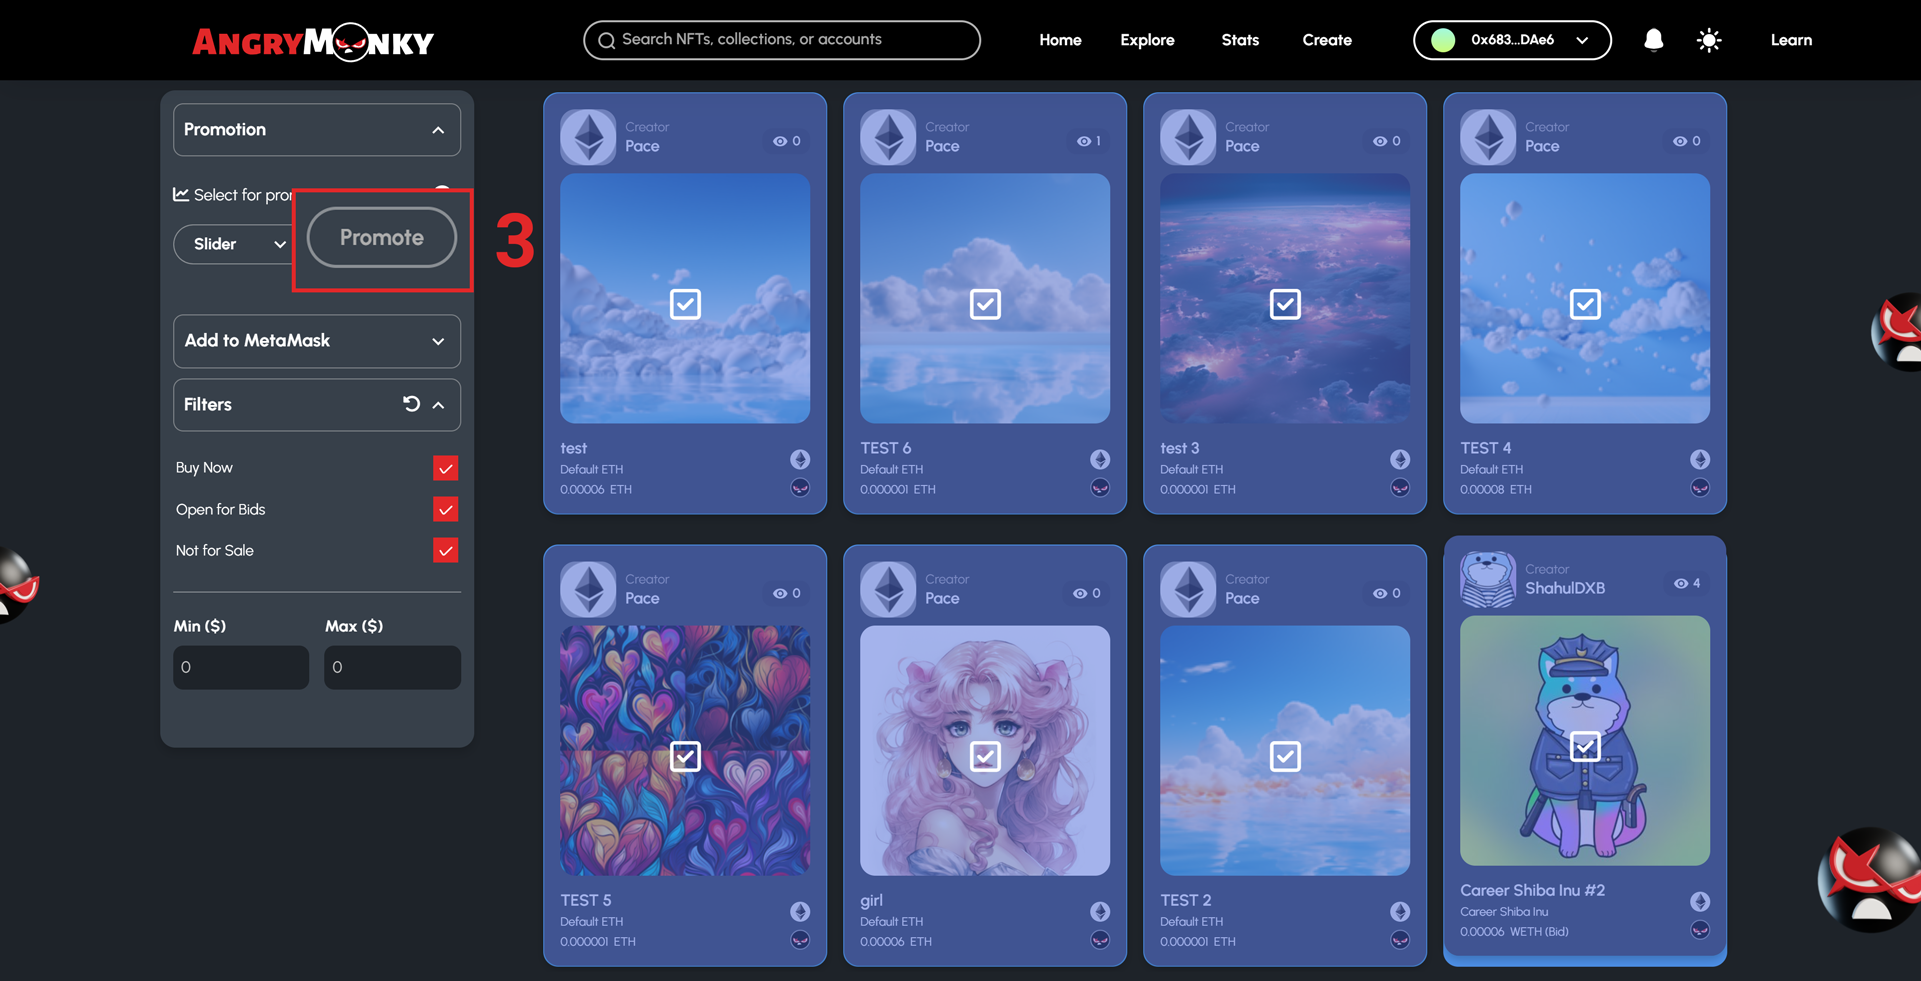 ANGRYMONKY
Search NFTs, collections, or accounts
Home
Explore
Stats
Create
0x683...DAe6
Learn
Promotion
Select for pror
Slider
Promote
3
Add to MetaMask
Filters
Buy Now
Open for Bids
Not for Sale
Min ($)
Max ($)
0
0
Creator
Pace
0
test
Default ETH
0.00006 ETH
Creator
Pace
1
TEST 6
Default ETH
0.000001 ETH
Creator
Pace
0
test 3
Default ETH
0.000001 ETH
Creator
Pace
0
TEST 4
Default ETH
0.00008 ETH
Creator
Pace
0
TEST 5
Default ETH
0.000001 ETH
Creator
Pace
0
girl
Default ETH
0.00006 ETH
Creator
Pace
0
TEST 2
Default ETH
0.000001 ETH
Creator
ShahulDXB
4
Career Shiba Inu #2
Career Shiba Inu
0.00006 WETH (Bid)